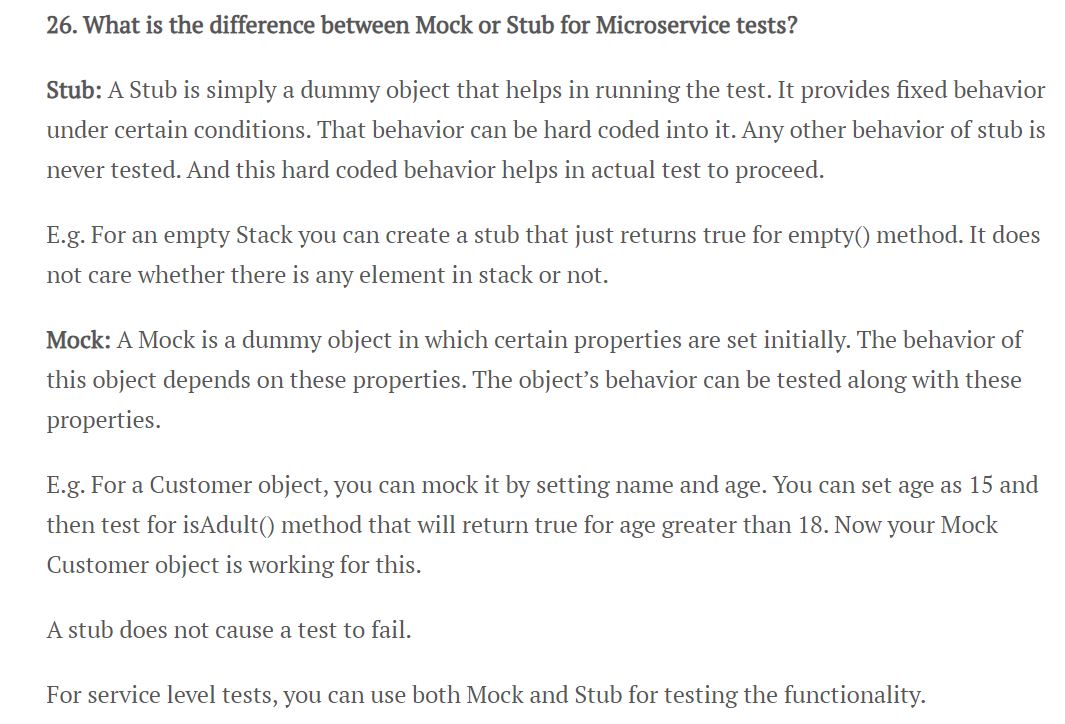 26. What is the difference between Mock or Stub for Microservice tests?
Stub: A Stub is simply a dummy object that helps in running the test. It provides fixed behavior
under certain conditions. That behavior can be hard coded into it. Any other behavior of stub is
never tested. And this hard coded behavior helps in actual test to proceed.
E.g. For an empty Stack you can create a stub that just returns true for empty() method. It does
not care whether there is any element in stack or not.
Mock: A Mock is a dummy object in which certain properties are set initially. The behavior of
this object depends on these properties. The object’s behavior can be tested along with these
properties.
E.g. For a Customer object, you can mock it by setting name and age. You can set age as 15 and
then test for isAdult() method that will return true for age greater than 18. Now your Mock
Customer object is working for this.
A stub does not cause a test to fail.
For service level tests, you can use both Mock and Stub for testing the functionality.